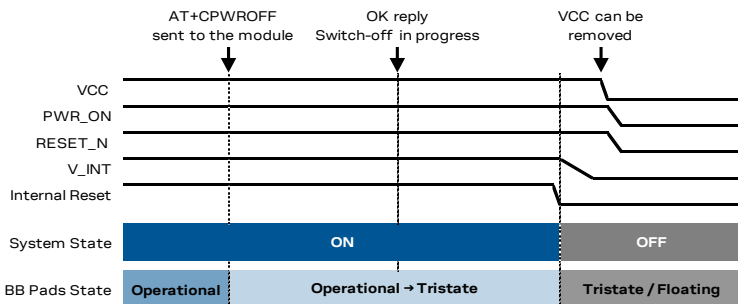 AT+CPWROFF
sent to the module
OK reply
Switch-off in progress
VCC can be
removed
VCC
PWR_ON
RESET_N
V_INT
Internal Reset
System State
ON
OFF
BB Pads State
Operational
Operational → Tristate
Tristate / Floating